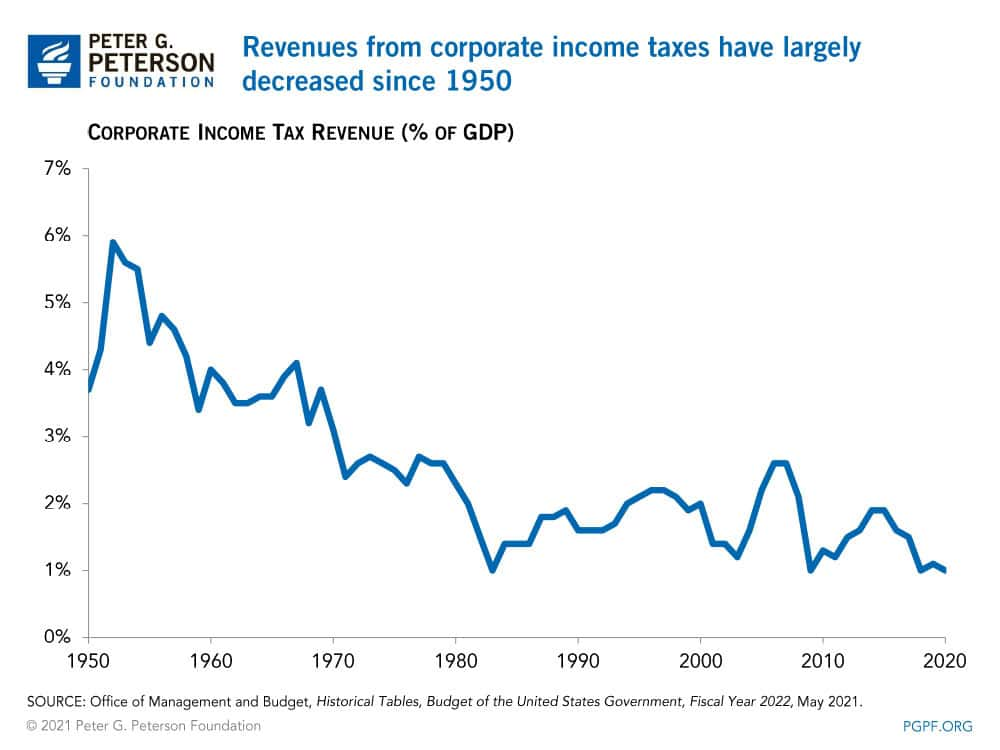 PETER G.
PETERSON
FOUNDATION
Revenues from corporate income taxes have largely
decreased since 1950
CORPORATE INCOME TAX REVENUE (% OF GDP)
7%
6%
5%
4%
3%
2%
1%
0%
1950 1960 1970 1980 1990 2000 2010 2020
SOURCE: Office of Management and Budget, Historical Tables, Budget of the United States Government, Fiscal Year 2022, May 2021.
© 2021 Peter G. Peterson Foundation
PGPF.ORG